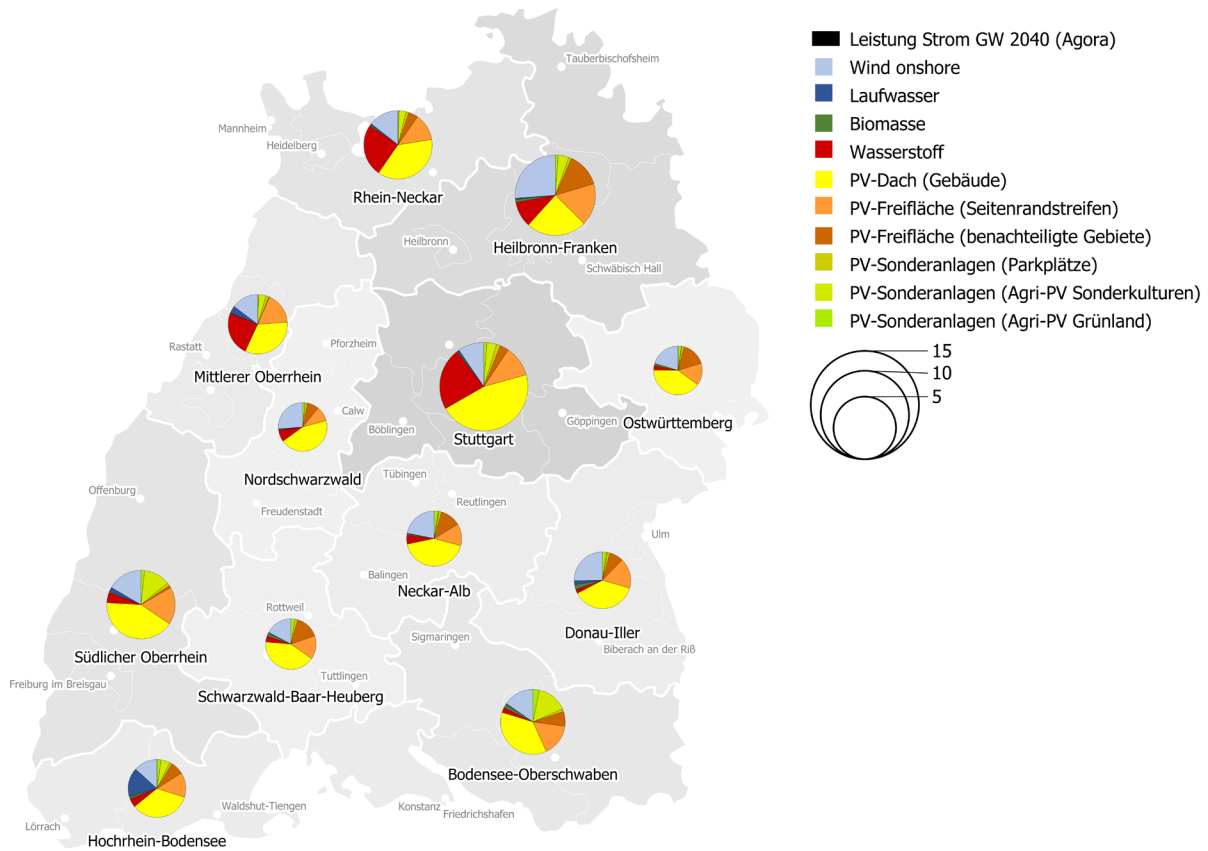 Tauberbischofsheim
Mannheim
Heidelberg
Rhein-Neckar
Heilbronn
Heilbronn-Franken
Schwäbisch Hall
Rastatt
Pforzheim
Mittlerer Oberrhein
Calw
Böblingen
Stuttgart
Göppingen
Ostwürttemberg
Nordschwarzwald
Tübingen
Offenburg
Freudenstadt
Reutlingen
Ulm
Balingen
Neckar-Alb
Rottweil
Donau-Iller
Sigmaringen
Biberach an der Riß
Südlicher Oberrhein
Tuttlingen
Freiburg im Breisgau
Schwarzwald-Baar-Heuberg
Bodensee-Oberschwaben
Waldshut-Tiengen
Konstanz
Friedrichshafen
Lörrach
Hochrhein-Bodensee
Leistung Strom GW 2040 (Agora)
Wind onshore
Laufwasser
Biomasse
Wasserstoff
PV-Dach (Gebäude)
PV-Freifläche (Seitenrandstreifen)
PV-Freifläche (benachteiligte Gebiete)
PV-Sonderanlagen (Parkplätze)
PV-Sonderanlagen (Agri-PV Sonderkulturen)
PV-Sonderanlagen (Agri-PV Grünland)
15
10
5